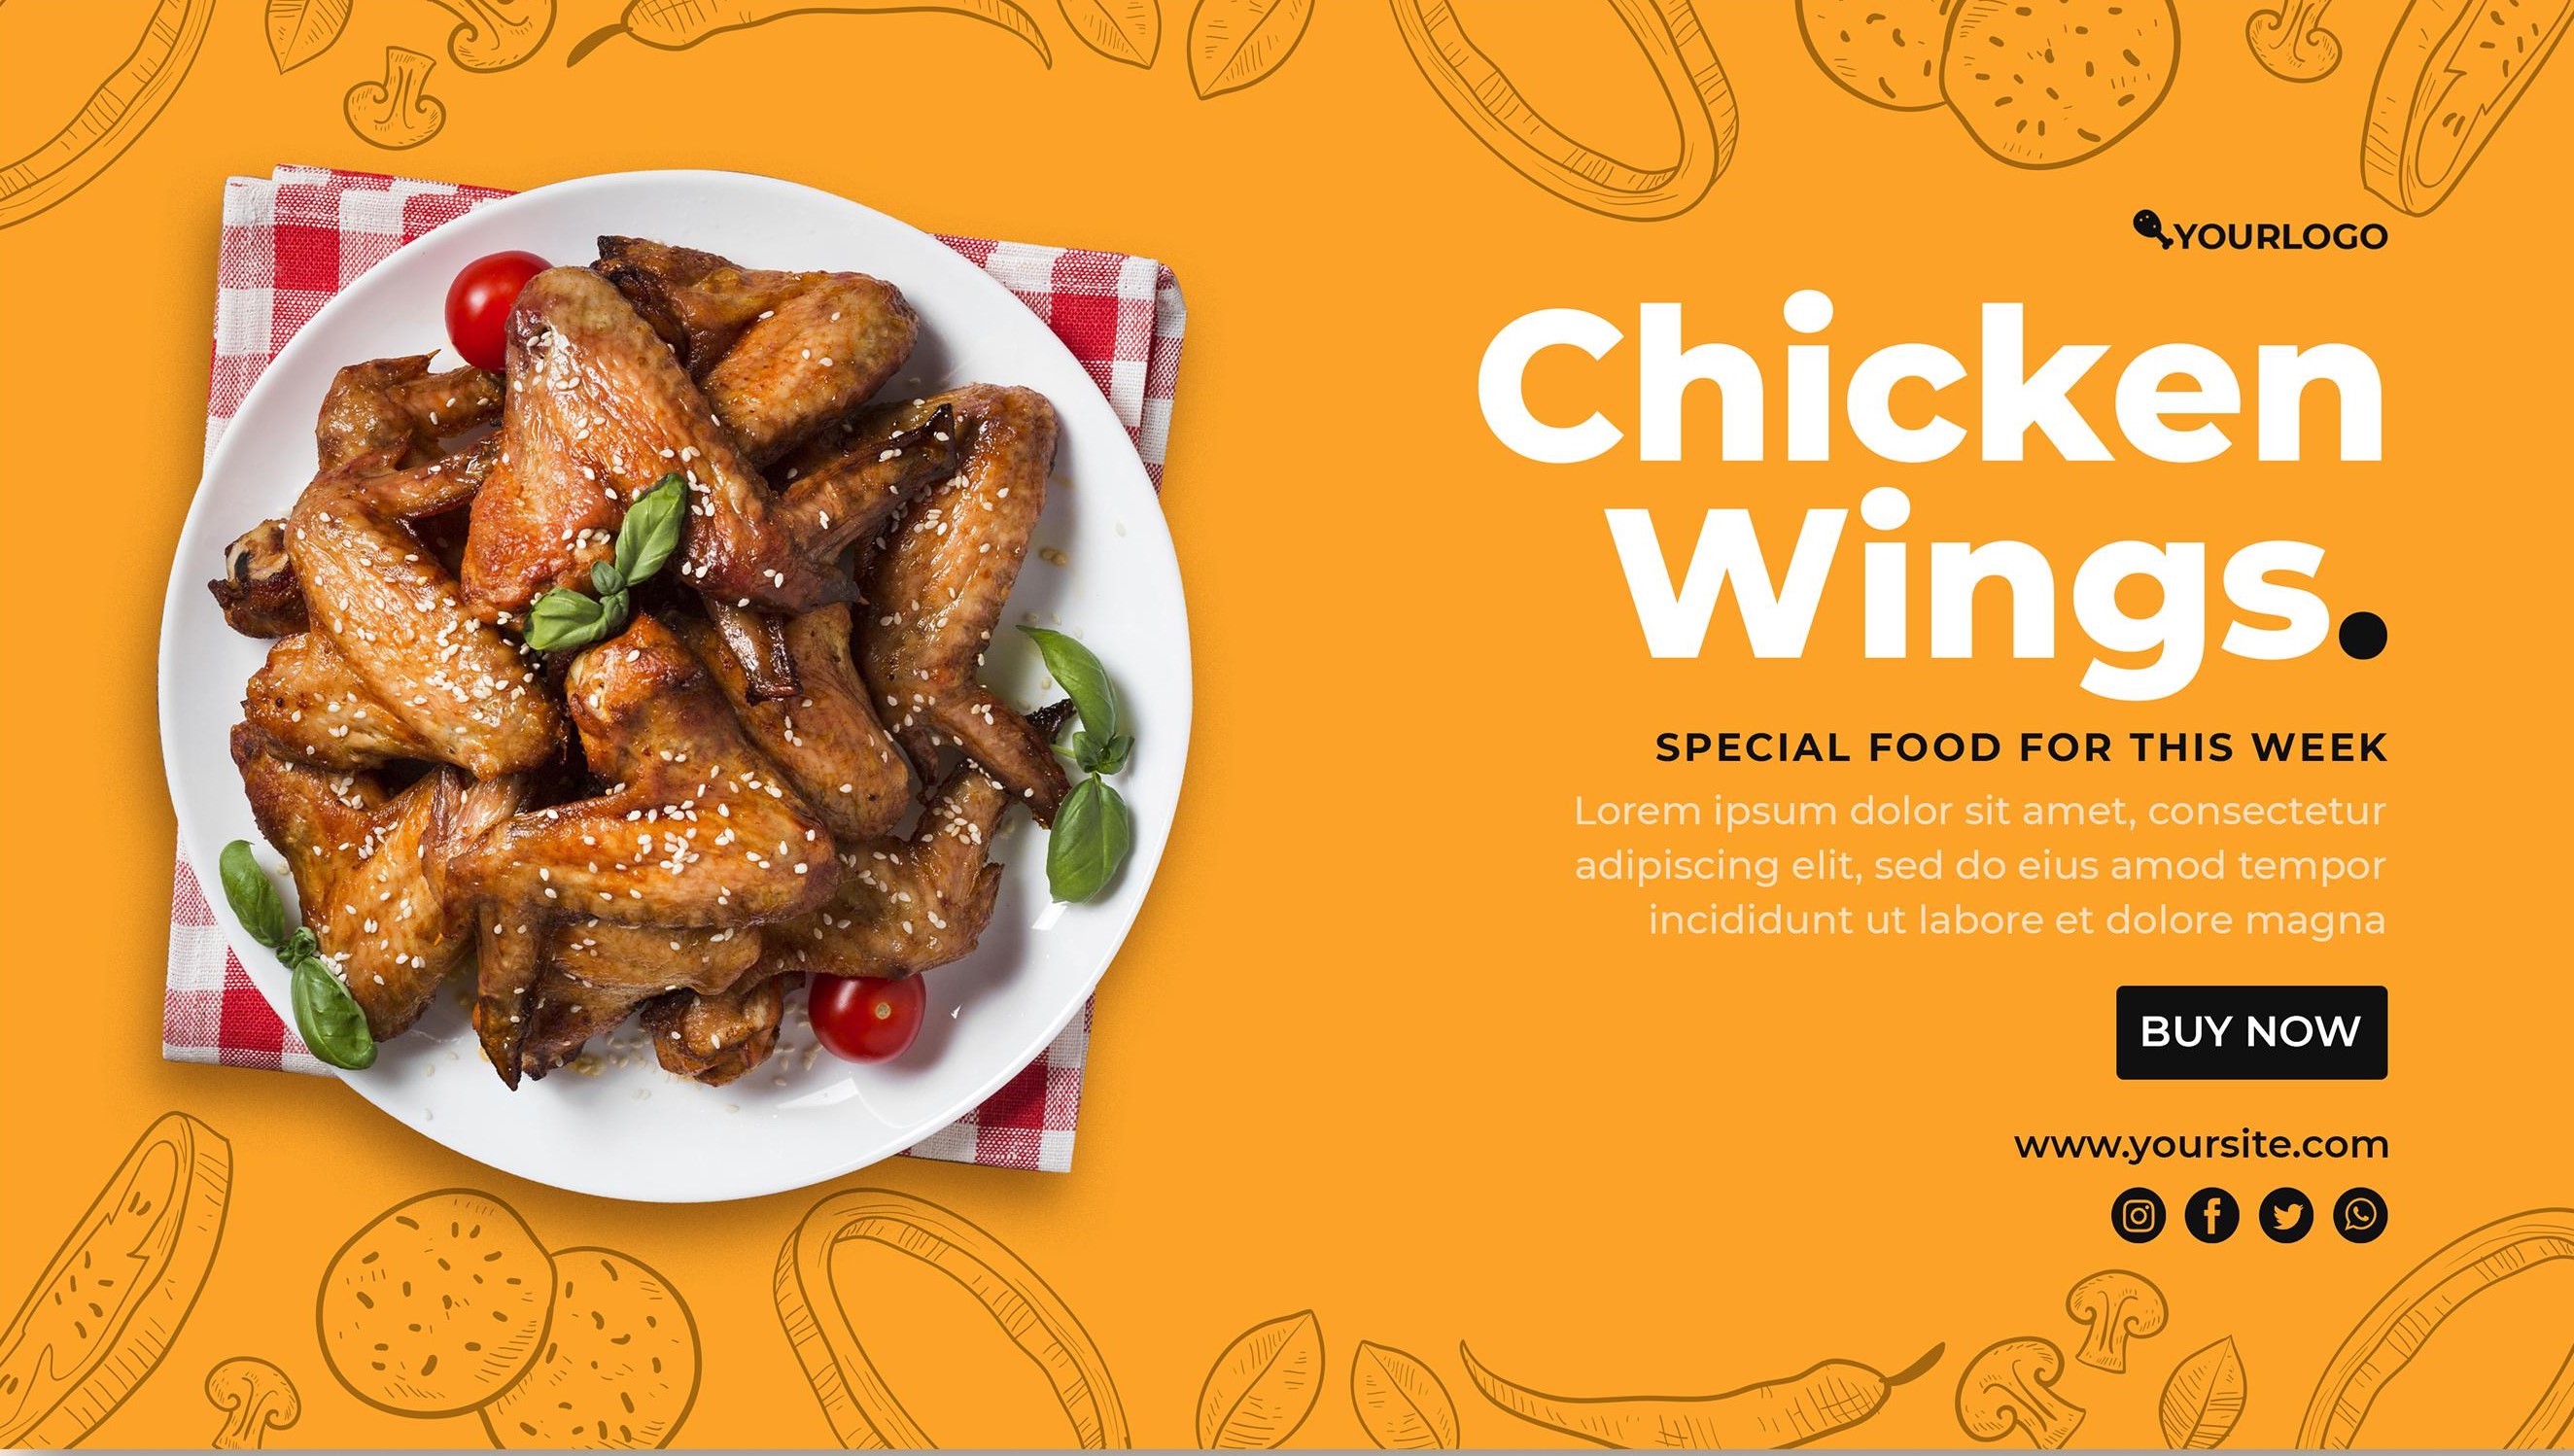 YOURLOGO
Chicken
Wings.
SPECIAL FOOD FOR THIS WEEK
Lorem ipsum dolor sit amet, consectetur
adipiscing elit, sed do eius amod tempor
incididunt ut labore et dolore magna
BUY NOW
www.yoursite.com